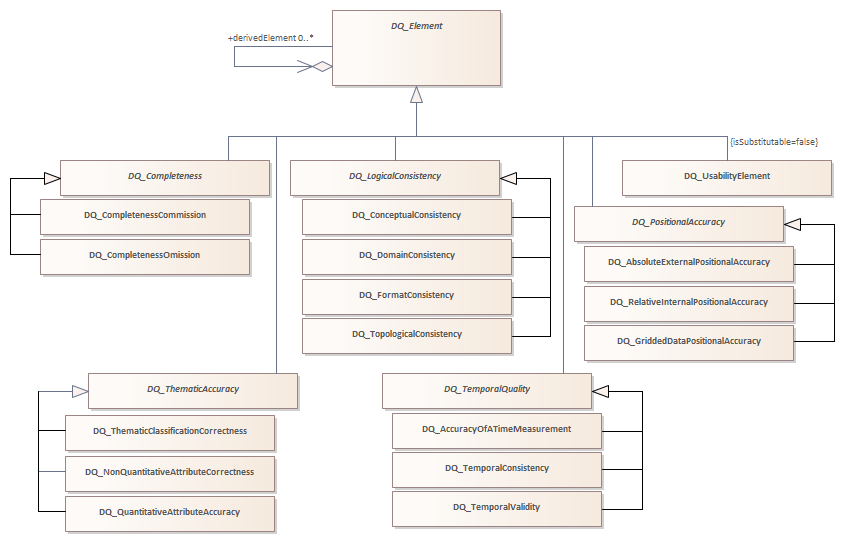 DQ_Element
+derivedElement 0..*
{isSubstitutable=false}
DQ_Completeness
DQ_CompletenessCommission
DQ_CompletenessOmission
DQ_LogicalConsistency
DQ_ConceptualConsistency
DQ_DomainConsistency
DQ_FormatConsistency
DQ_TopologicalConsistency
DQ_UsabilityElement
DQ_PositionalAccuracy
DQ_AbsoluteExternalPositionalAccuracy
DQ_RelativeInternalPositionalAccuracy
DQ_GriddedDataPositionalAccuracy
DQ_ThematicAccuracy
DQ_ThematicClassificationCorrectness
DQ_NonQuantitativeAttributeCorrectness
DQ_QuantitativeAttributeAccuracy
DQ_TemporalQuality
DQ_AccuracyOfATimeMeasurement
DQ_TemporalConsistency
DQ_TemporalValidity